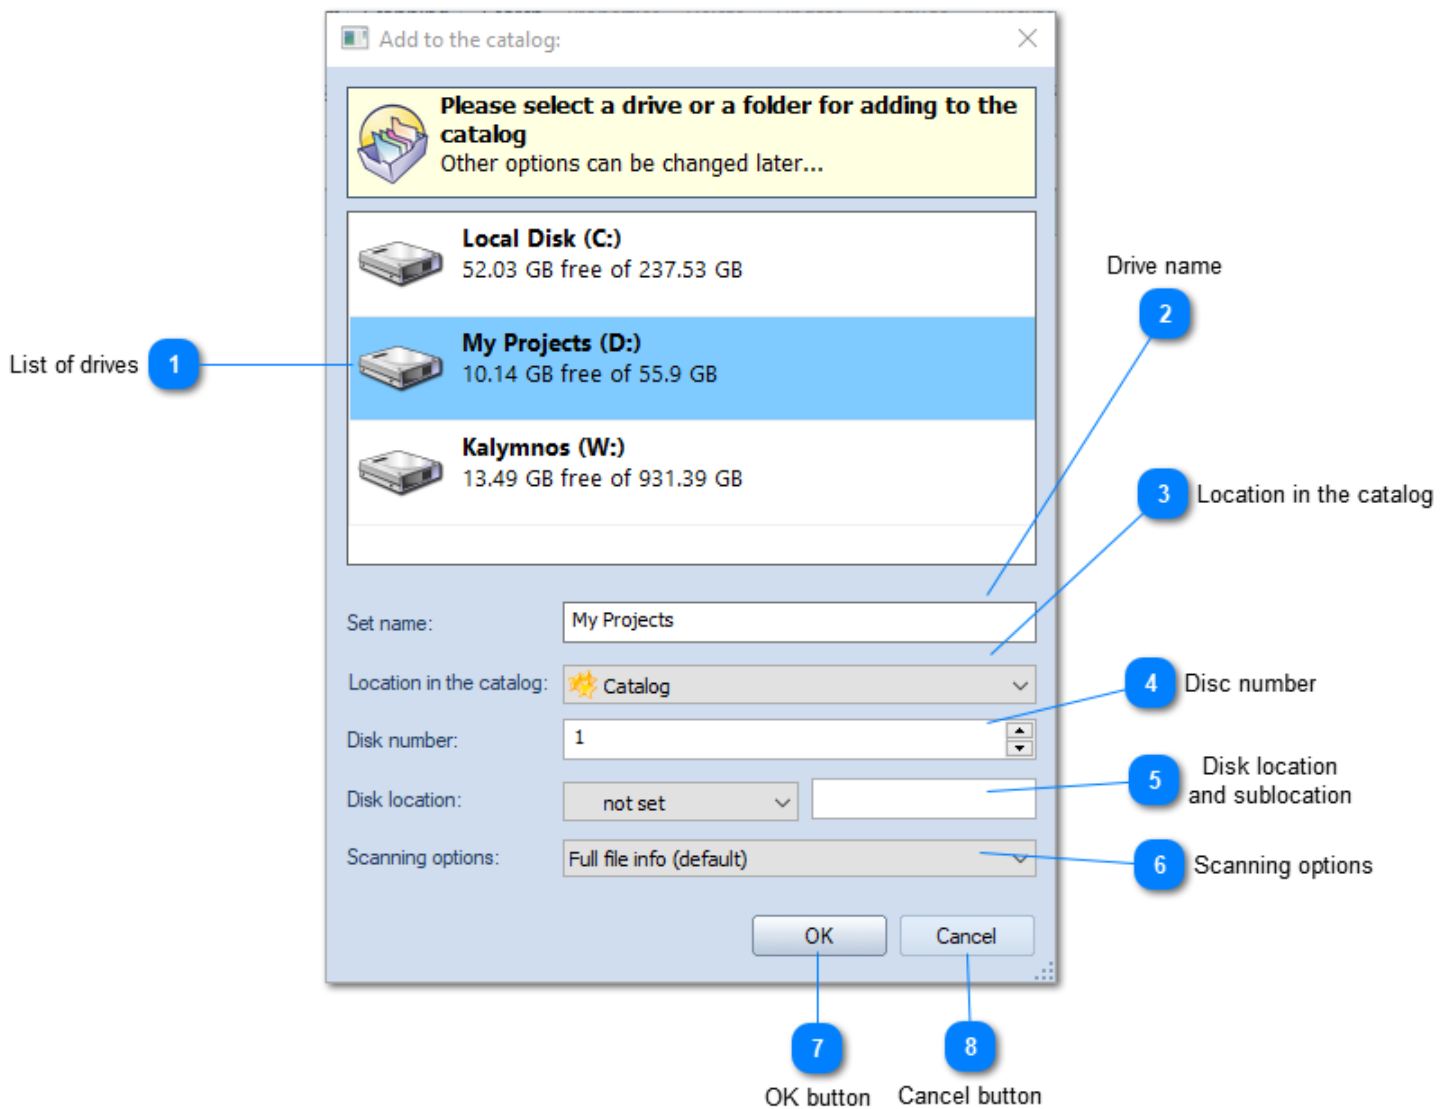 Add to the catalog:
Please select a drive or a folder for adding to the
catalog
Other options can be changed later...
Local Disk (C:)
52.03 GB free of 237.53 GB
Drive name
2
List of drives 1
My Projects (D:)
10.14 GB free of 55.9 GB
Kalymnos (W:)
13.49 GB free of 931.39 GB
3 Location in the catalog
Set name: My Projects
Location in the catalog: Catalog
4 Disc number
Disk number: 1
5 Disk location
and sublocation
Disk location: not set
Scanning options: Full file info (default)
6 Scanning options
OK Cancel
7 8
OK button Cancel button